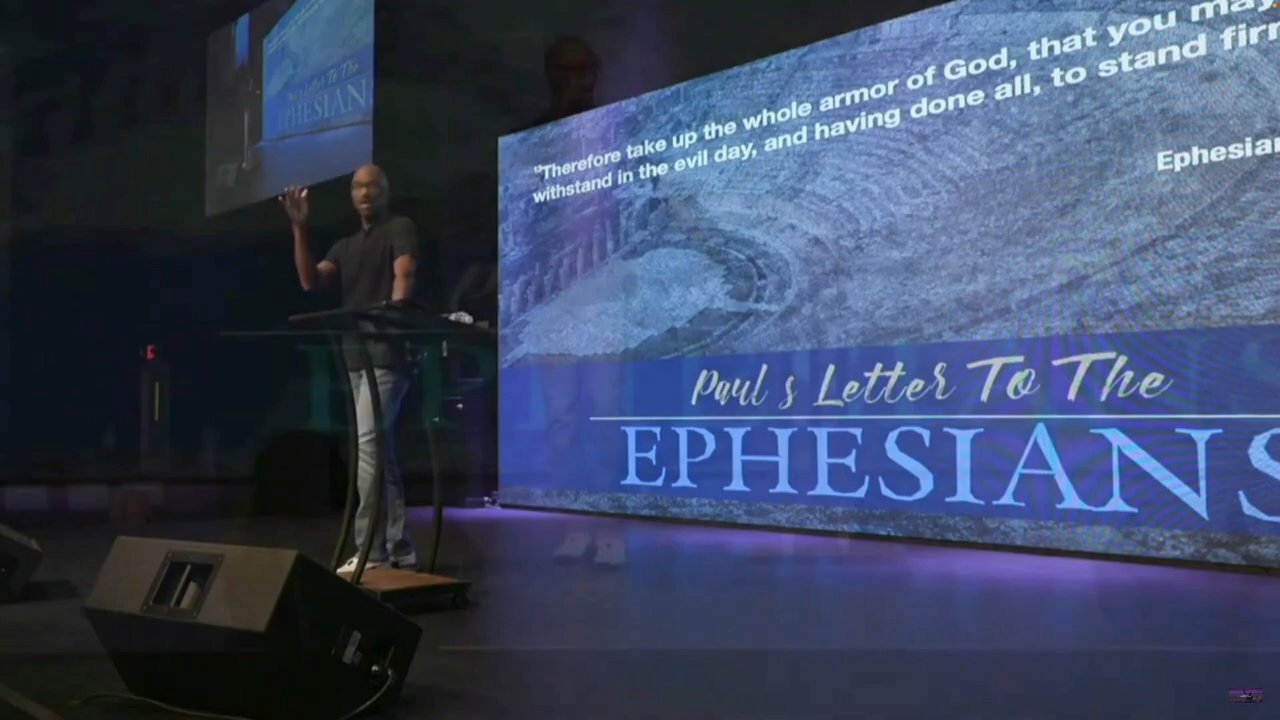 "Therefore take up the whole armor of God, that you may
withstand in the evil day, and having done all, to stand firm
Ephesian
Paul s Letter To The
EPHESIANS
Letter To The
EPHESIAN